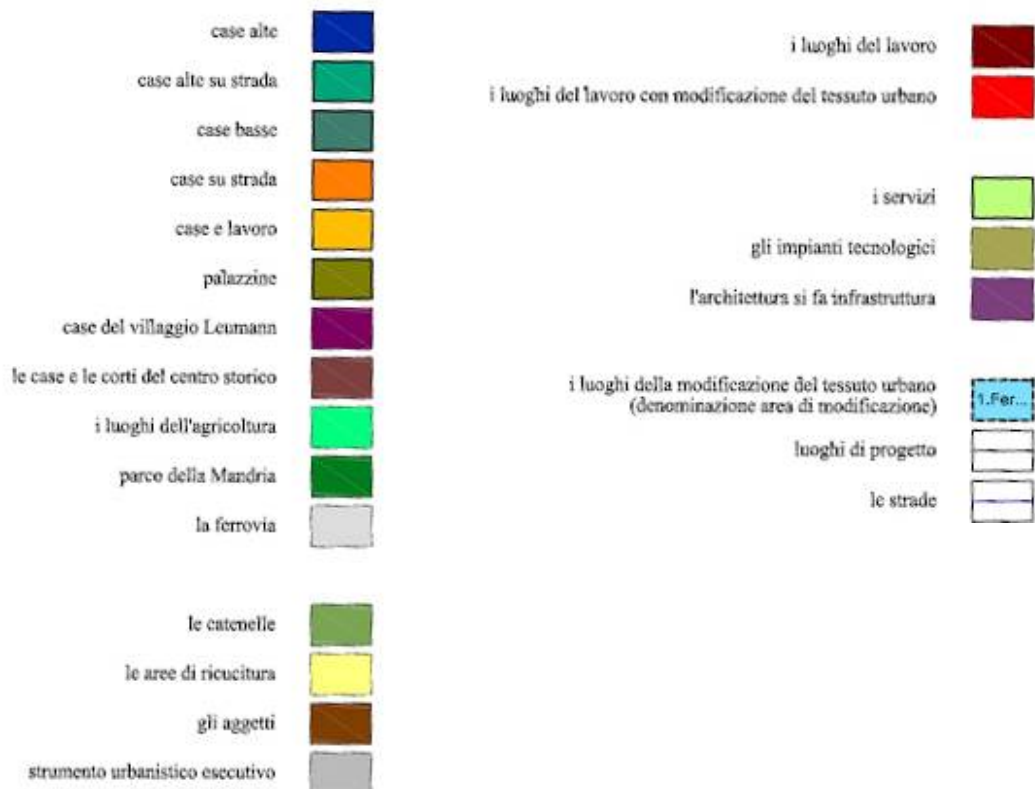 case alte
case alte su strada
case basse
case su strada
case e lavoro
palazzine
case del villaggio Leumann
le case e le corti del centro storico
i luoghi dell'agricoltura
parco della Mandria
la ferrovia
le catenelle
le aree di ricucitura
gli aggetti
strumento urbanistico esecutivo
i luoghi del lavoro
i luoghi del lavoro con modificazione del tessuto urbano
i servizi
gli impianti tecnologici
l'architettura si fa infrastruttura
i luoghi della modificazione del tessuto urbano
(denominazione area di modificazione)
1.Fer...
luoghi di progetto
le strade